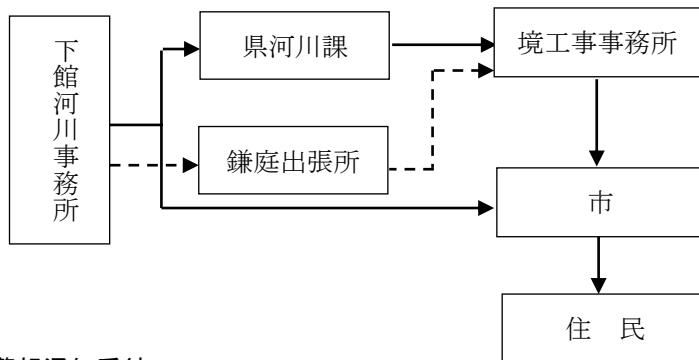 下館河川事務所
県河川課
境工事事務所
鎌庭出張所
市
住 民